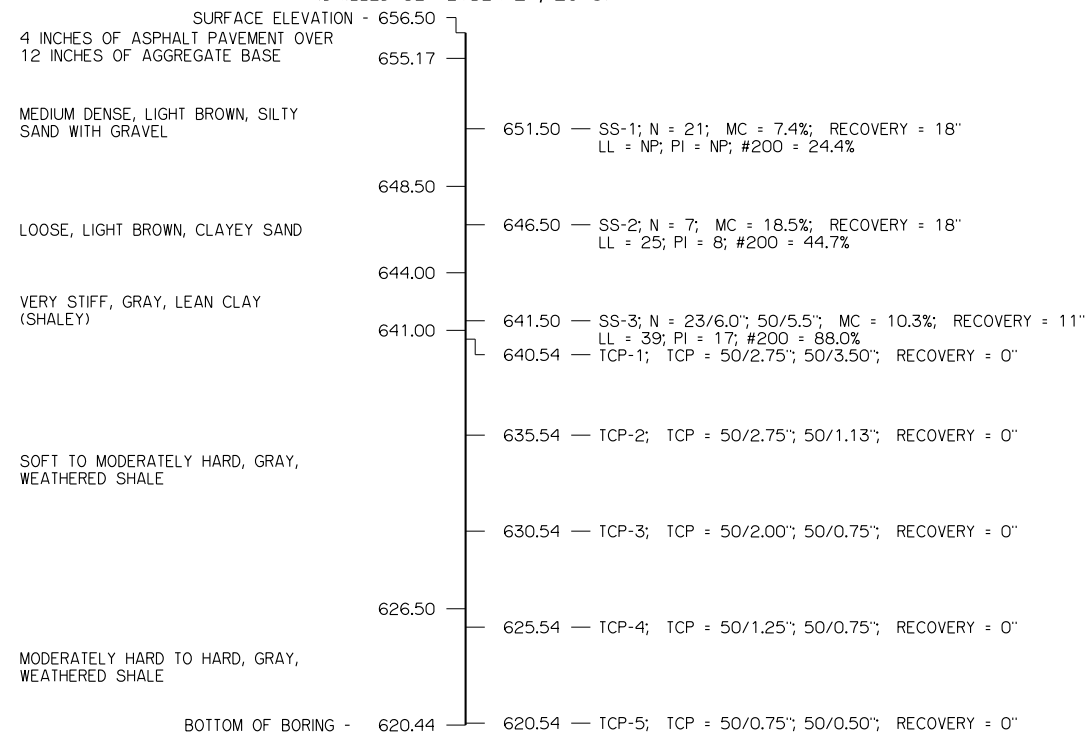 SURFACE ELEVATION - 656.50
4 INCHES OF ASPHALT PAVEMENT OVER
12 INCHES OF AGGREGATE BASE
655.17
MEDIUM DENSE, LIGHT BROWN, SILTY
SAND WITH GRAVEL
651.50 — SS-1; N = 21; MC = 7.4%; RECOVERY = 18"
LL = NP; PI = NP; #200 = 24.4%
648.50
LOOSE, LIGHT BROWN, CLAYEY SAND
646.50 — SS-2; N = 7; MC = 18.5%; RECOVERY = 18"
LL = 25; PI = 8; #200 = 44.7%
644.00
VERY STIFF, GRAY, LEAN CLAY
(SHALEY)
641.50 — SS-3; N = 23/6.0"; 50/5.5"; MC = 10.3%; RECOVERY = 11"
LL = 39; PI = 17; #200 = 88.0%
641.00
640.54 — TCP-1; TCP = 50/2.75"; 50/3.50"; RECOVERY = 0"
635.54 — TCP-2; TCP = 50/2.75"; 50/1.13"; RECOVERY = 0"
SOFT TO MODERATELY HARD, GRAY,
WEATHERED SHALE
630.54 — TCP-3; TCP = 50/2.00"; 50/0.75"; RECOVERY = 0"
626.50
625.54 — TCP-4; TCP = 50/1.25"; 50/0.75"; RECOVERY = 0"
MODERATELY HARD TO HARD, GRAY,
WEATHERED SHALE
BOTTOM OF BORING - 620.44
620.54 — TCP-5; TCP = 50/0.75"; 50/0.50"; RECOVERY = 0"